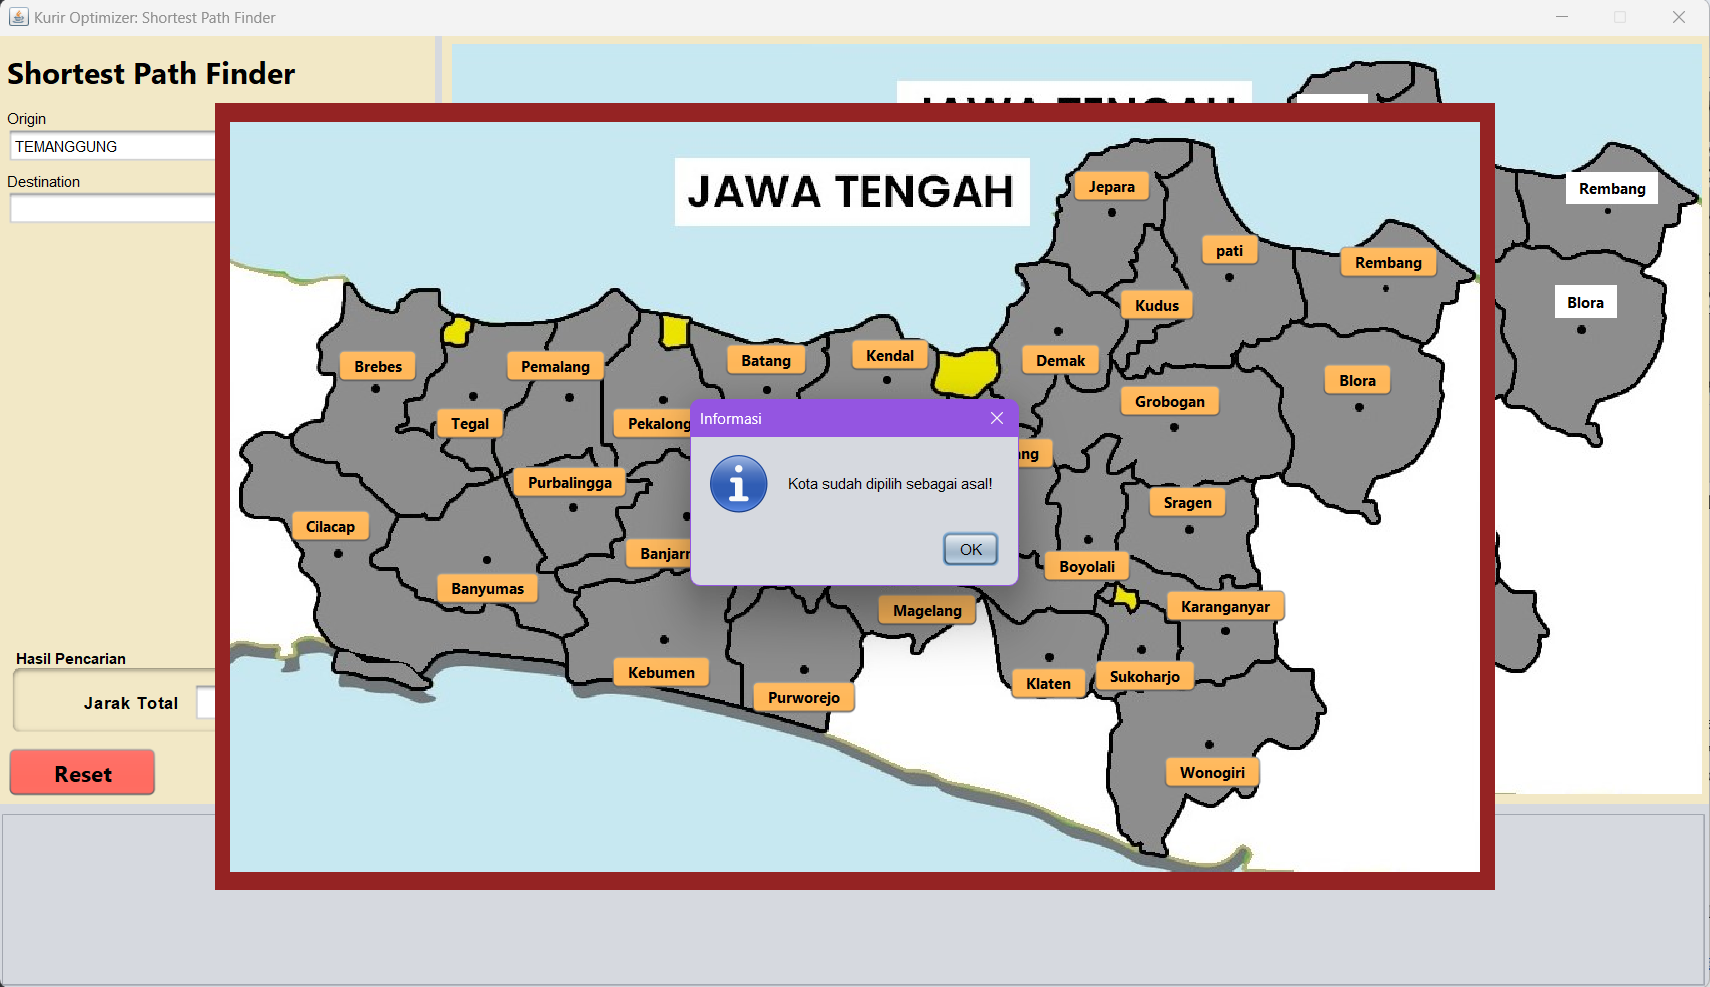 Kurir Optimizer: Shortest Path Finder
Shortest Path Finder
Origin
TEMANGGUNG
Destination
Hasil Pencarian
Jarak Total
Reset
Rembang
Blora
JAWA TENGAH
Jepara
pati
Rembang
Kudus
Brebes
Pemalang
Batang
Kendal
Demak
Blora
Grobogan
Tegal
Pekalong
ang
Purbalingga
Sragen
Cilacap
Banjarn
Boyolali
Banyumas
Magelang
Karanganyar
Kebumen
Klaten
Sukoharjo
Purworejo
Wonogiri
Informasi
Kota sudah dipilih sebagai asal!
OK